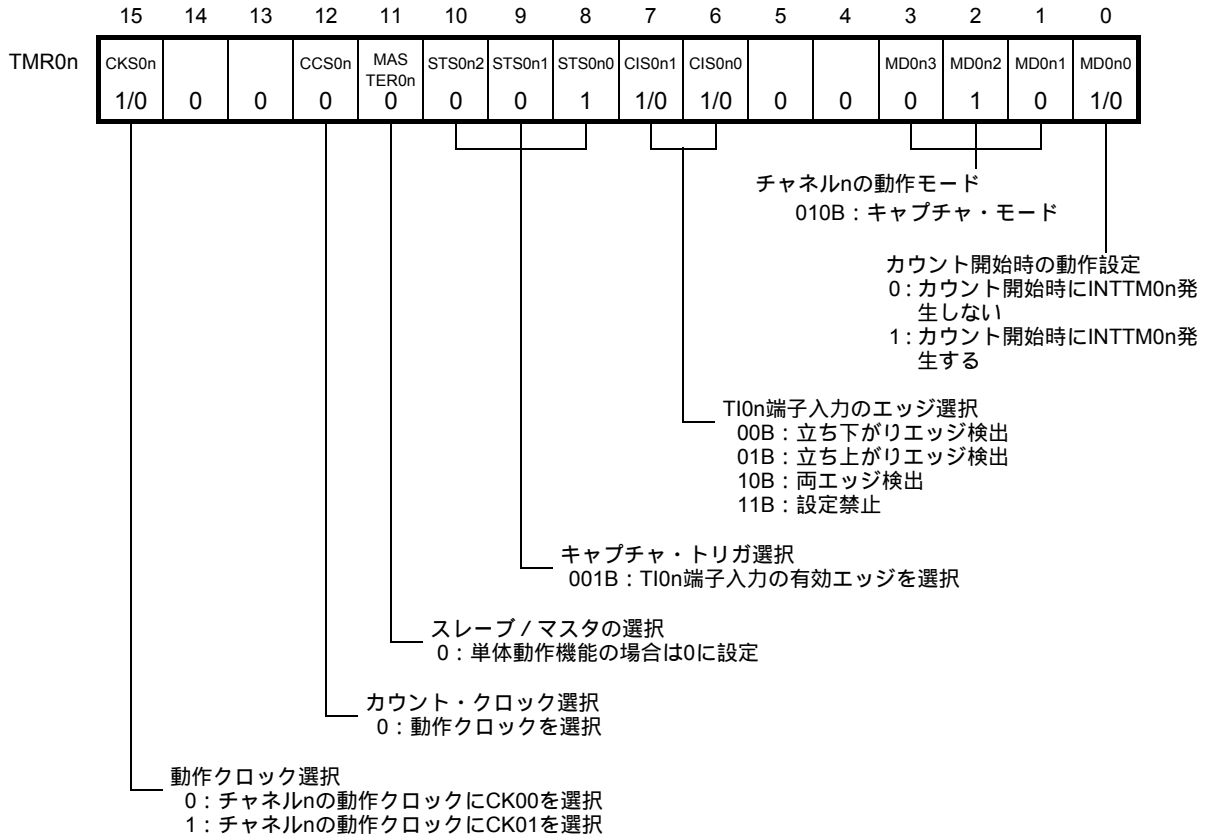 15 14 13 12 11 10 9 8 7 6 5 4 3 2 1 0
TMR0n CKS0n CCS0n MAS
TER0n STS0n2 STS0n1 STS0n0 CIS0n1 CIS0n0 MD0n3 MD0n2 MD0n1 MD0n0
1/0 0 0 0 0 0 0 1 1/0 1/0 0 0 0 1 0 1/0
チャネルnの動作モード
010B：キャプチャ・モード
カウント開始時の動作設定
0：カウント開始時にINTTM0n発
生しない
1：カウント開始時にINTTM0n発
生する
TI0n端子入力のエッジ選択
00B：立ち下がりエッジ検出
01B：立ち上がりエッジ検出
10B：両エッジ検出
11B：設定禁止
キャプチャ・トリガ選択
001B：TI0n端子入力の有効エッジを選択
スレーブ／マスタの選択
0：単体動作機能の場合は0に設定
カウント・クロック選択
0：動作クロックを選択
動作クロック選択
0：チャネルnの動作クロックにCK00を選択
1：チャネルnの動作クロックにCK01を選択